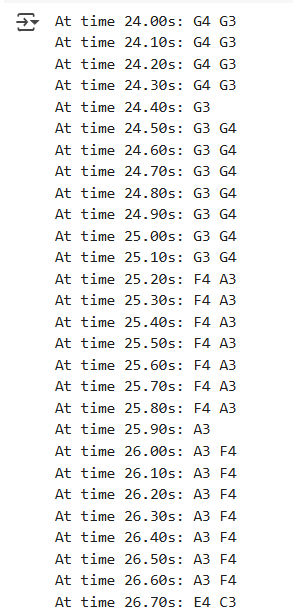 At time 24.00s: G4 G3
At time 24.10s: G4 G3
At time 24.20s: G4 G3
At time 24.30s: G4 G3
At time 24.40s: G3
At time 24.50s: G3 G4
At time 24.60s: G3 G4
At time 24.70s: G3 G4
At time 24.80s: G3 G4
At time 24.90s: G3 G4
At time 25.00s: G3 G4
At time 25.10s: G3 G4
At time 25.20s: F4 A3
At time 25.30s: F4 A3
At time 25.40s: F4 A3
At time 25.50s: F4 A3
At time 25.60s: F4 A3
At time 25.70s: F4 A3
At time 25.80s: F4 A3
At time 25.90s: A3
At time 26.00s: A3 F4
At time 26.10s: A3 F4
At time 26.20s: A3 F4
At time 26.30s: A3 F4
At time 26.40s: A3 F4
At time 26.50s: A3 F4
At time 26.60s: A3 F4
At time 26.70s: E4 C3